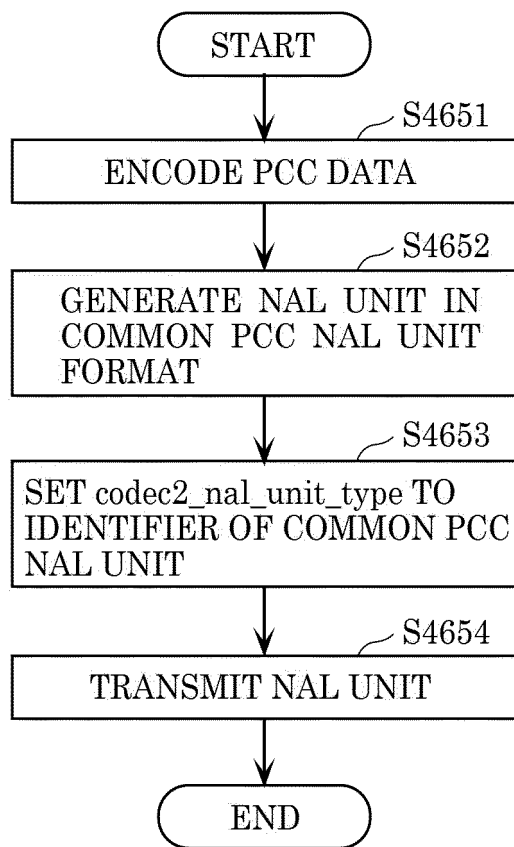 START
S4651
ENCODE PCC DATA
S4652
GENERATE NAL UNIT IN
COMMON PCC NAL UNIT
FORMAT
S4653
SET codec2_nal_unit_type TO
IDENTIFIER OF COMMON PCC
NAL UNIT
S4654
TRANSMIT NAL UNIT
END